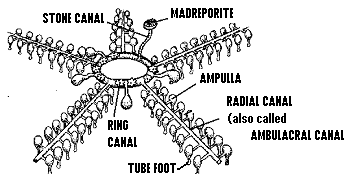 STONE CANAL
MADREPORITE
AMPULLA
RADIAL CANAL
(also called
AMBULACRAL CANAL
RING
CANAL
TUBE FOOT